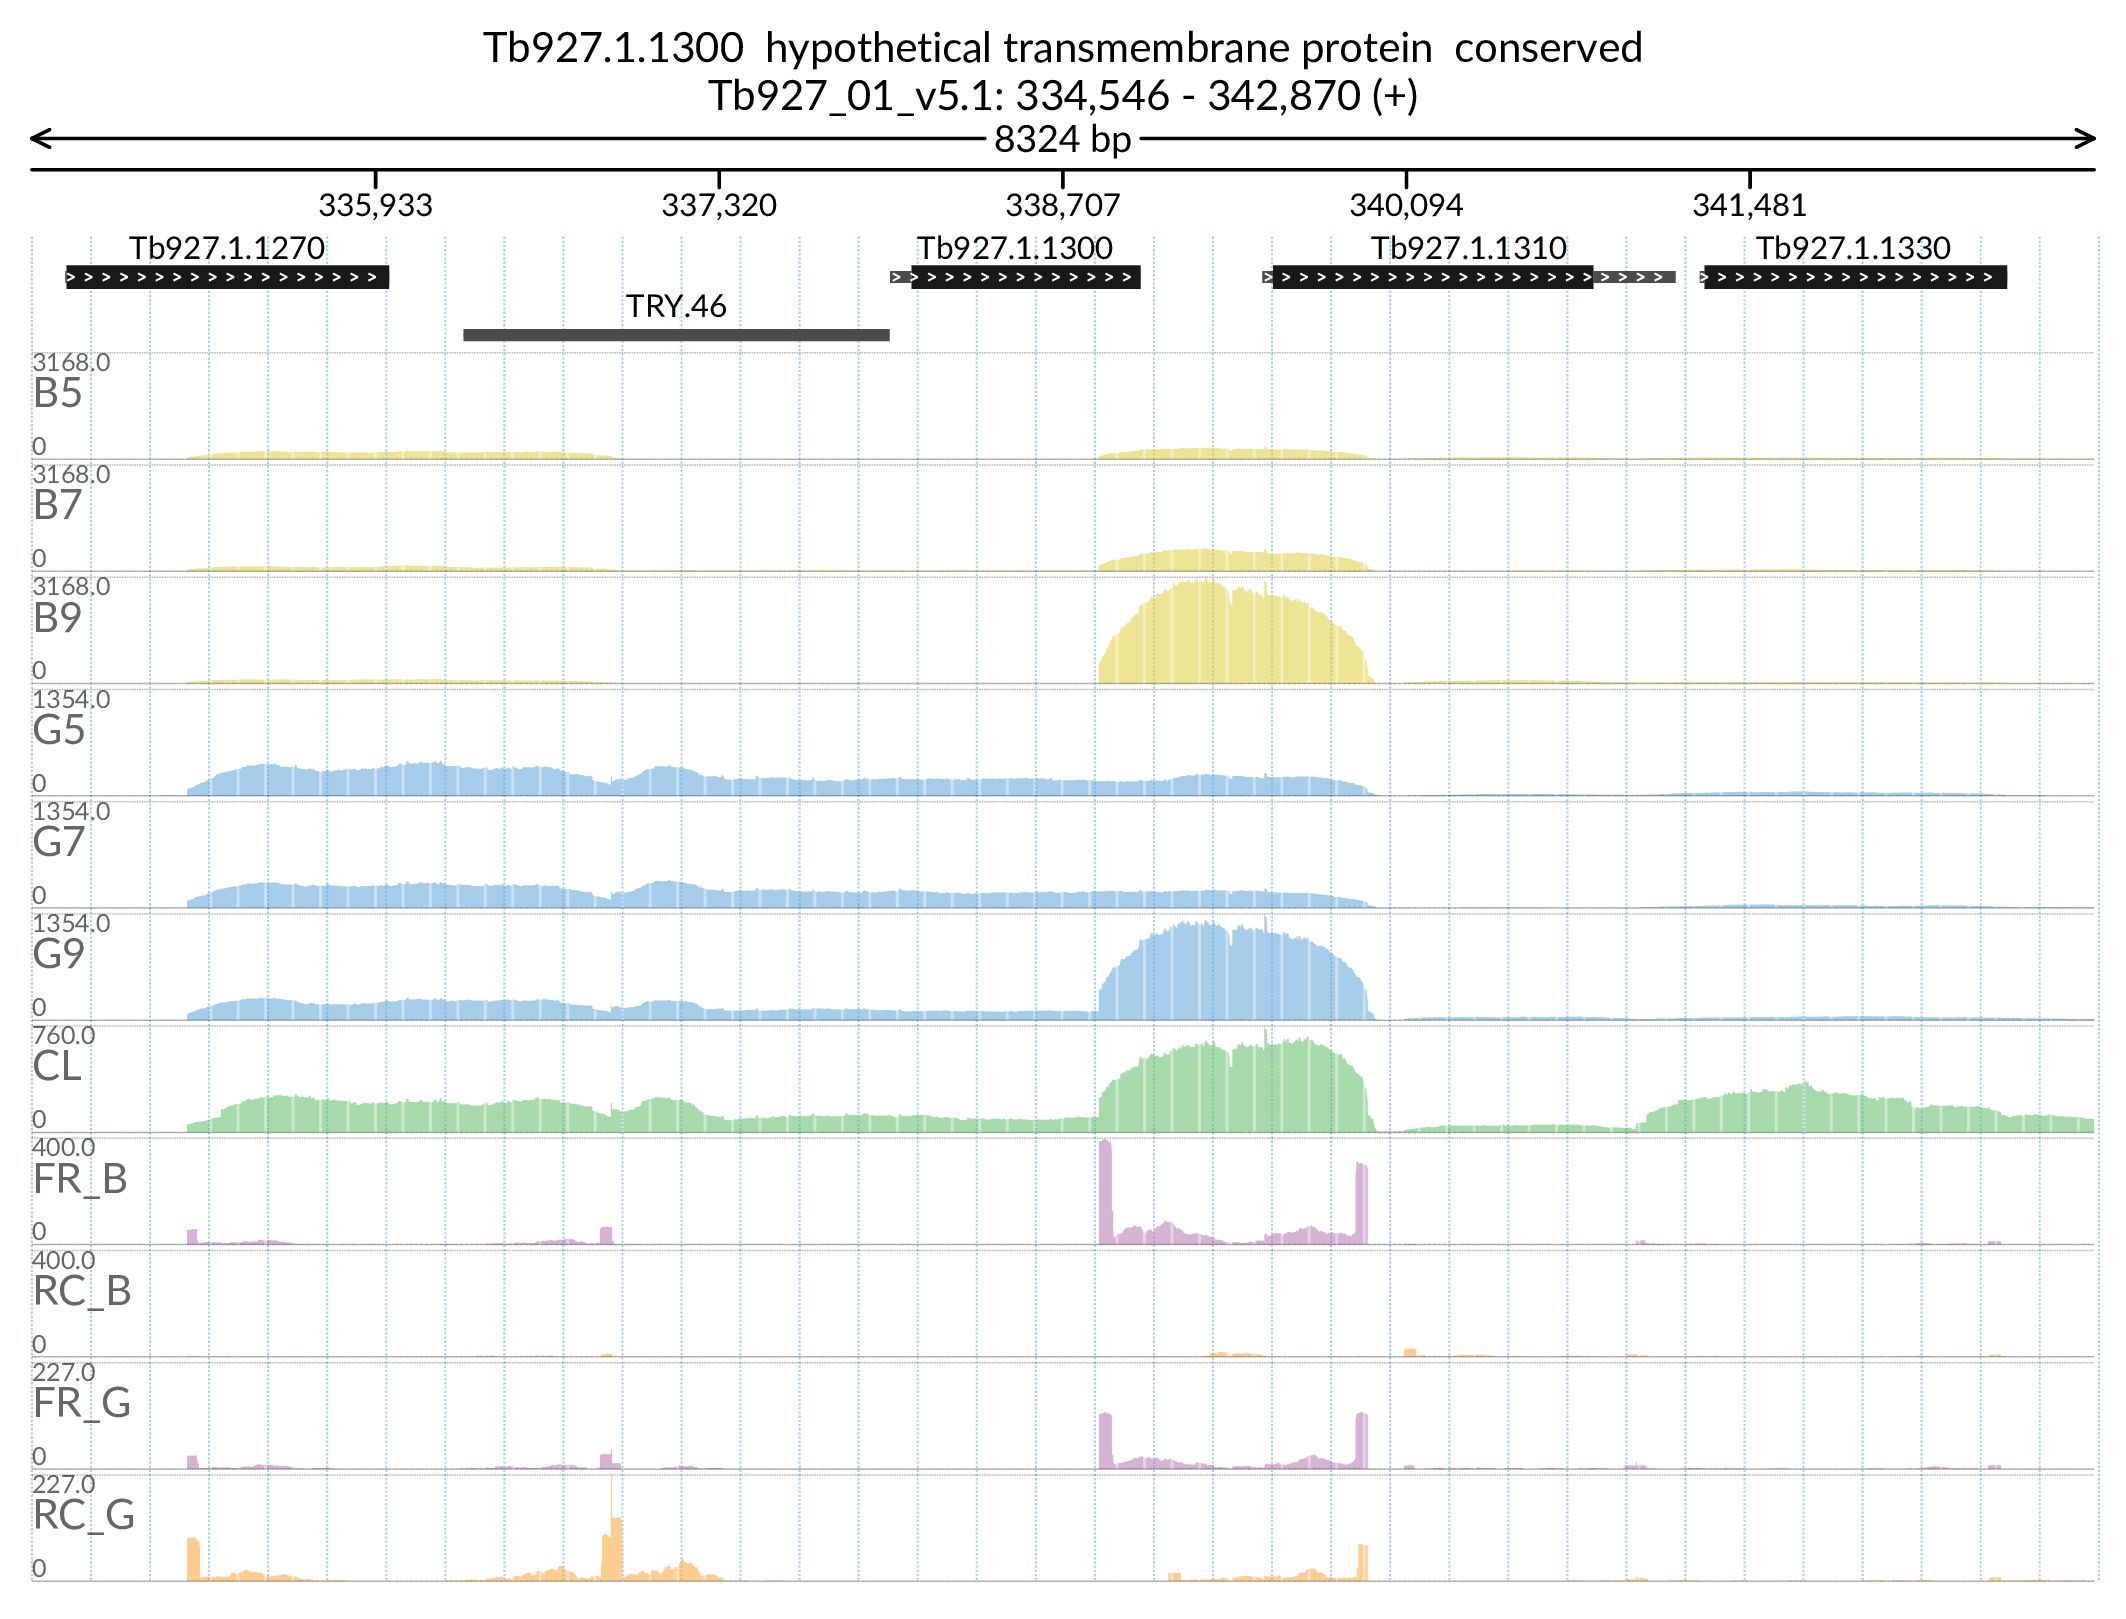 Tb927.1.1300 hypothetical transmembrane protein conserved
Tb927_01_v5.1: 334,546 - 342,870 (+)
8324 bp
335,933 337,320 338,707 340,094 341,481
Tb927.1.1270 Tb927.1.1300 Tb927.1.1310 Tb927.1.1330
TRY.46
3168.0
B5
0
3168.0
B7
0
3168.0
B9
0
1354.0
G5
0
1354.0
G7
0
1354.0
G9
0
760.0
CL
0
400.0
FR_B
0
400.0
RC_B
0
227.0
FR_G
0
227.0
RC_G
0